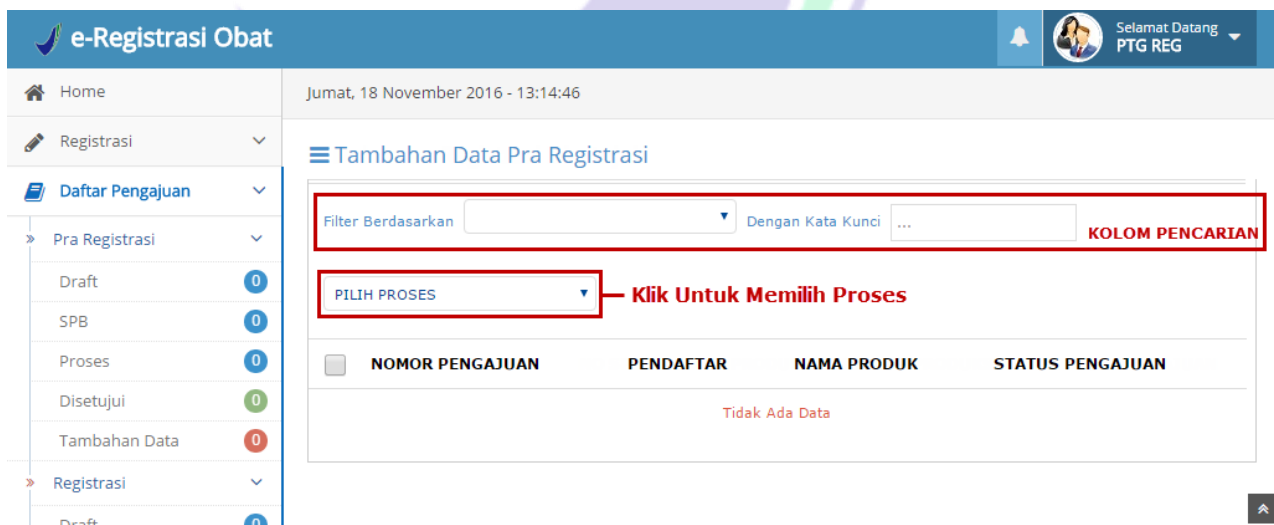 e-Registrasi Obat
Selamat Datang
PTG REG
Home
Jumat, 18 November 2016 - 13:14:46
Registrasi
Tambahan Data Pra Registrasi
Daftar Pengajuan
Filter Berdasarkan Dengan Kata Kunci ... KOLOM PENCARIAN
Pra Registrasi
Draft 0
PILIH PROSES Klik Untuk Memilih Proses
SPB 0
Proses 0
NOMOR PENGAJUAN PENDAFTAR NAMA PRODUK STATUS PENGAJUAN
Disetujui 0
Tidak Ada Data
Tambahan Data 0
Registrasi
Draft 0